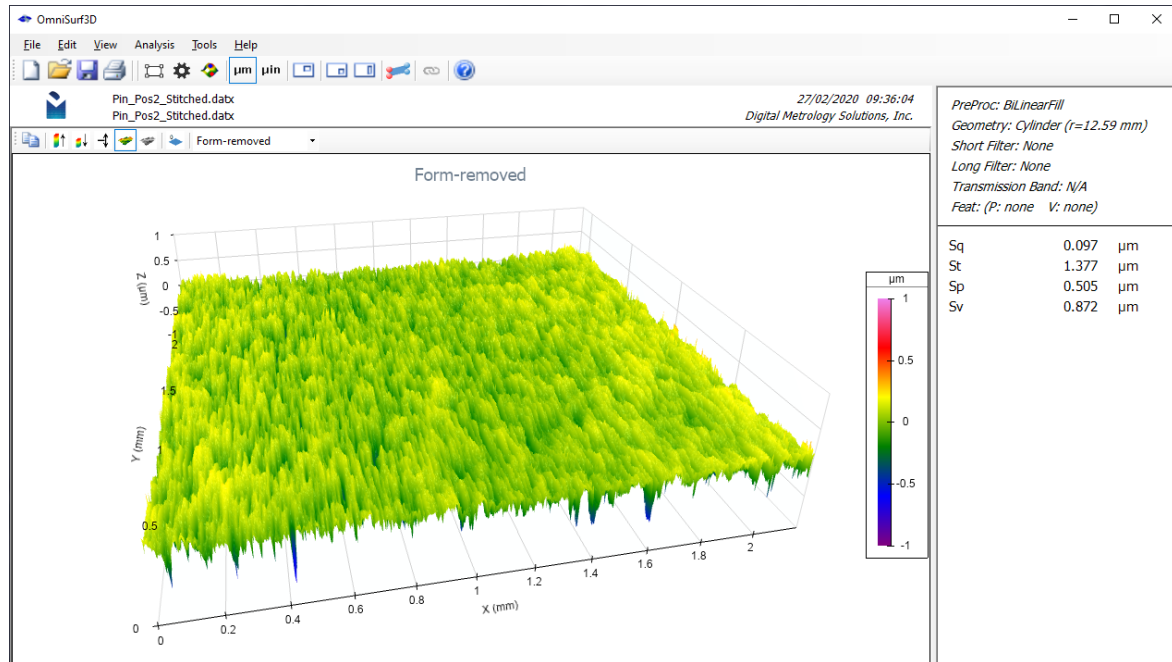 OmniSurf3D
File Edit View Analysis Tools Help
µm µin
Pin_Pos2_Stitched.datx
Pin_Pos2_Stitched.datx
27/02/2020 09:36:04
Digital Metrology Solutions, Inc.
Form-removed
Form-removed
1
0.5
0
-0.5
-1
Z (µm)
2
1.5
1
0.5
0
Y (mm)
0
0.2
0.4
0.6
0.8
1
1.2
1.4
1.6
1.8
2
X (mm)
µm
1
0.5
0
-0.5
-1
PreProc: BiLinearFill
Geometry: Cylinder (r=12.59 mm)
Short Filter: None
Long Filter: None
Transmission Band: N/A
Feat: (P: none V: none)
Sq 0.097 µm
St 1.377 µm
Sp 0.505 µm
Sv 0.872 µm